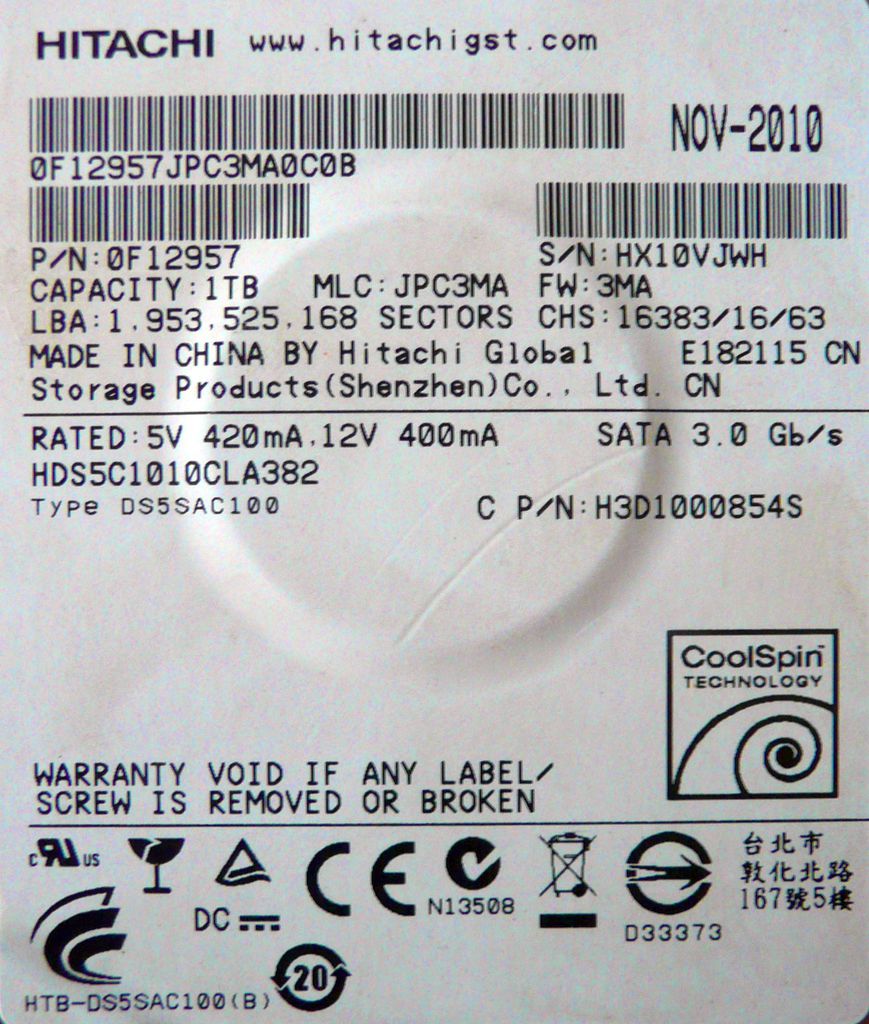 HITACHI www.hitachigst.com
NOV-2010
0F12957JPC3MA0C0B
P/N:0F12957 S/N:HX10VJWH
CAPACITY:1TB MLC:JPC3MA FW:3MA
LBA:1,953,525,168 SECTORS CHS:16383/16/63
MADE IN CHINA BY Hitachi Global E182115 CN
Storage Products(Shenzhen)Co., Ltd. CN
RATED:5V 420mA,12V 400mA SATA 3.0 Gb/s
HDS5C1010CLA382
Type DS5SAC100 C P/N:H3D1000854S
CoolSpin™
TECHNOLOGY
WARRANTY VOID IF ANY LABEL/
SCREW IS REMOVED OR BROKEN
c RU US
CE
DC
N13508
D33373
台北市
敦化北路
167號5樓
20
HTB-DS5SAC100(B)